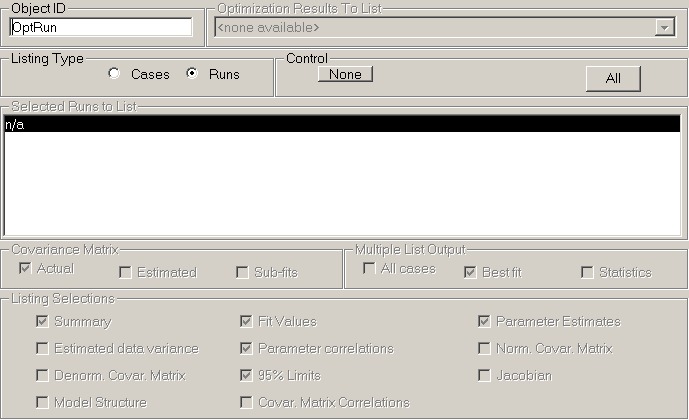 Object ID
Optimization Results To List
OptRun
<none available>
Listing Type
Control
Cases
Runs
None
All
Selected Runs to List
n/a
Covariance Matrix
Multiple List Output
Actual
Estimated
Sub-fits
All cases
Best fit
Statistics
Listing Selections
Summary
Fit Values
Parameter Estimates
Estimated data variance
Parameter correlations
Norm. Covar. Matrix
Denorm. Covar. Matrix
95% Limits
Jacobian
Model Structure
Covar. Matrix Correlations